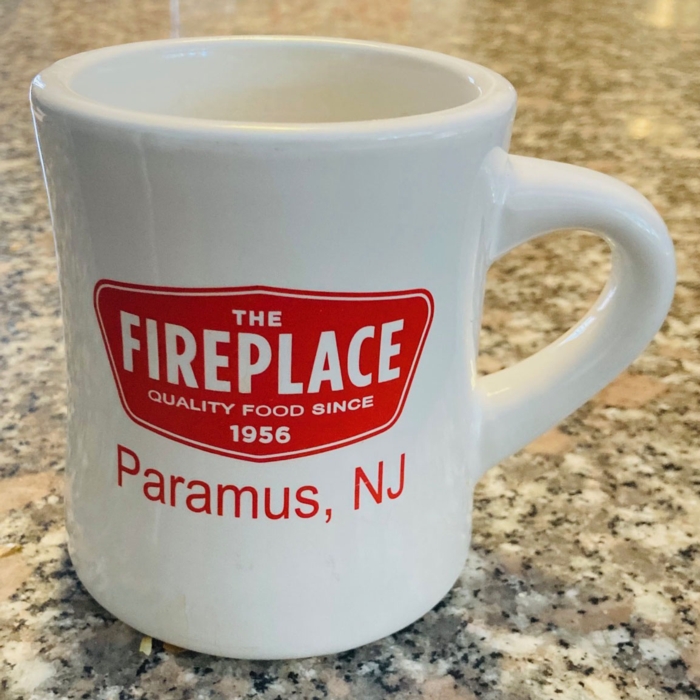 THE
FIREPLACE
QUALITY FOOD SINCE
1956
Paramus, NJ